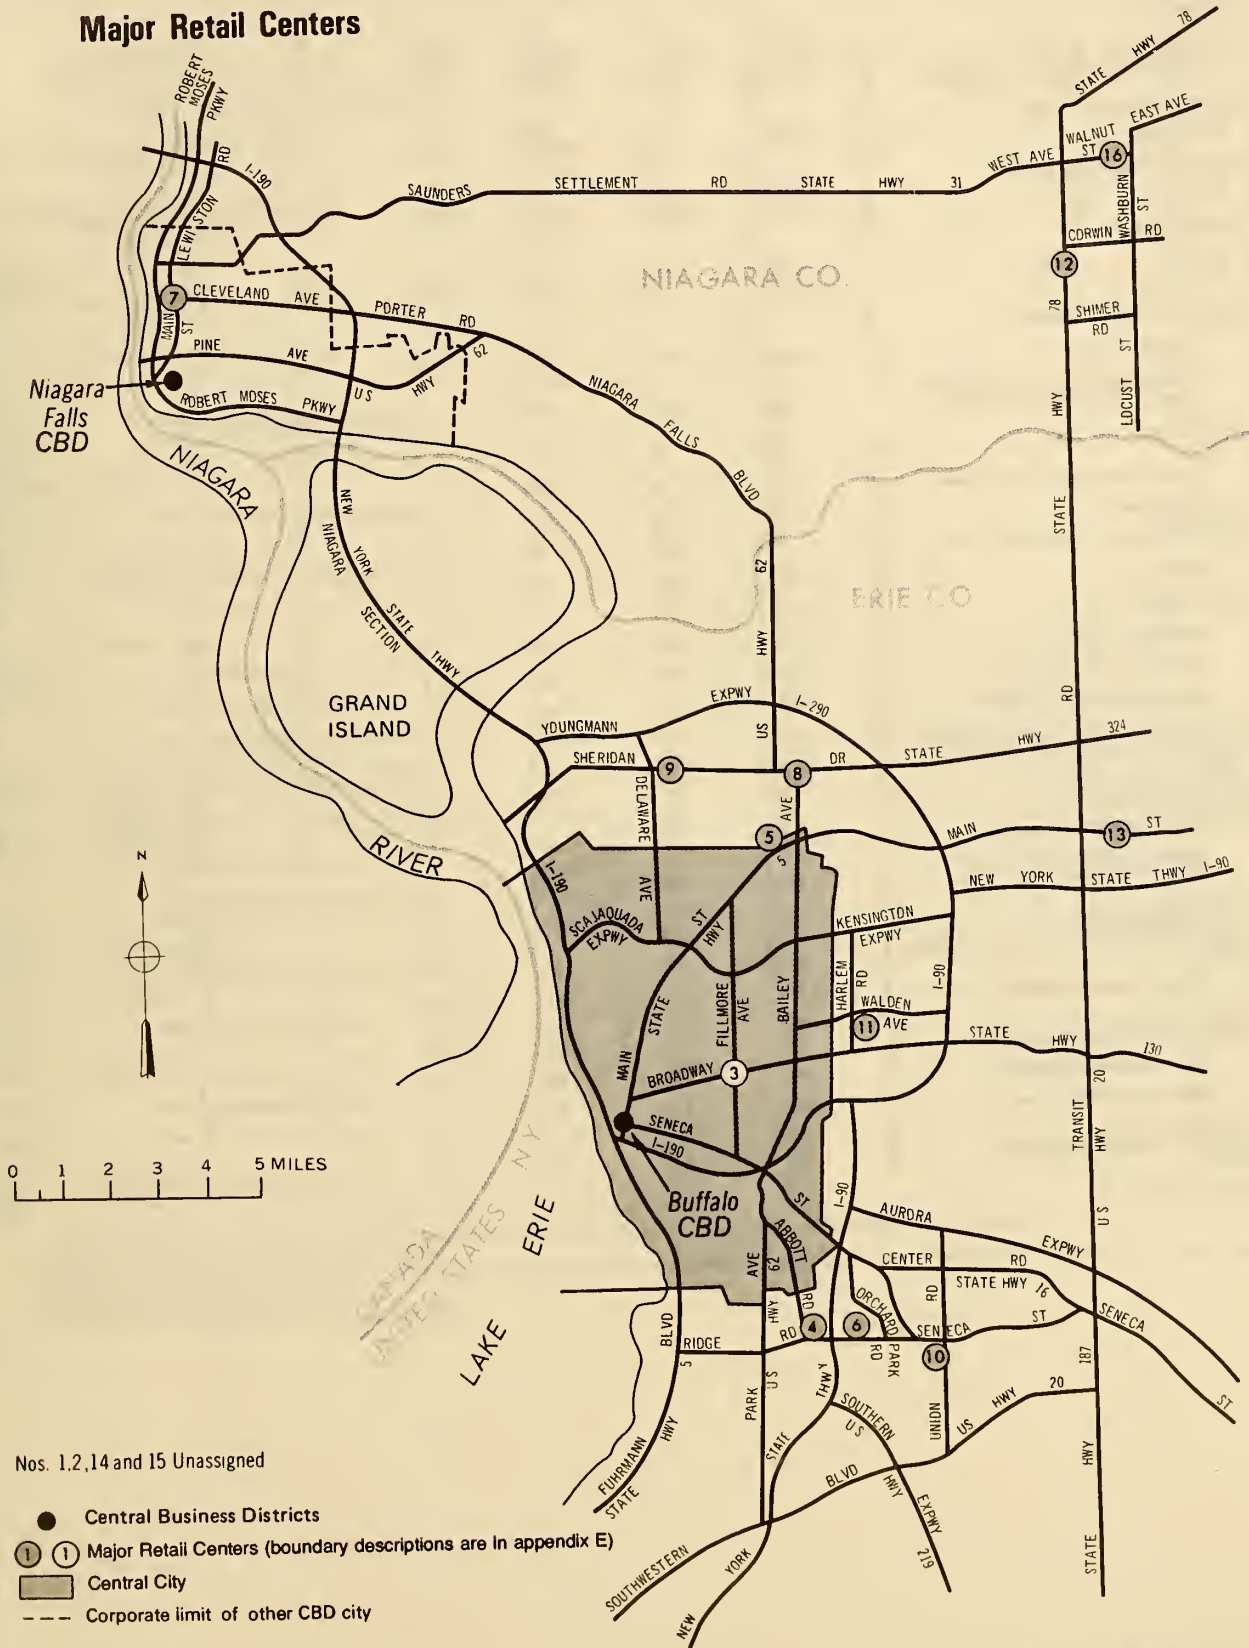 Major Retail Centers
ROBERT MOSES PKWY
LEWISTON RD
I-190
SAUNDERS SETTLEMENT RD STATE HWY 31
WEST AVE
STATE HWY 78
WALNUT ST
16
EAST AVE
WASHBURN ST
CORWIN RD
12
78
SHIMER RD
LOCUST ST
NIAGARA CO.
7
CLEVELAND AVE
PORTER RD
MAIN ST
PINE AVE
US HWY 62
ROBERT MOSES PKWY
Niagara
Falls
CBD
NIAGARA RIVER
NIAGARA FALLS BLVD
NEW YORK STATE THWY
NIAGARA SECTION
62
US HWY
STATE HWY
ERIE CO
GRAND
ISLAND
YOUNGMANN EXPWY I-290
SHERIDAN DR STATE HWY 324
9
8
DELAWARE AVE
5
MAIN ST
13
NEW YORK STATE THWY I-90
N
I-190
SCAJAQUADA EXPWY
MAIN ST
STATE HWY 5
KENSINGTON EXPWY
HARLEM RD
FILLMORE AVE
BAILEY AVE
WALDEN AVE
11
I-90
BROADWAY
3
STATE HWY 130
20
SENECA ST
I-190
Buffalo
CBD
TRANSIT RD
US HWY
0 1 2 3 4 5 MILES
CANADA
UNITED STATES N Y
LAKE ERIE
I-90
AURORA EXPWY
ABBOTT RD
CENTER RD
STATE HWY 16
PARK AVE
US HWY 62
ORCHARD PARK RD
RIDGE RD
4
6
SENECA ST
SENECA ST
10
UNION RD
187
FUHRMANN BLVD
STATE HWY 5
SOUTHERN EXPWY
US HWY 219
SOUTHWESTERN BLVD
US HWY 20
NEW YORK STATE THWY
STATE HWY
Nos. 1,2,14 and 15 Unassigned
Central Business Districts
1 1 Major Retail Centers (boundary descriptions are in appendix E)
Central City
Corporate limit of other CBD city